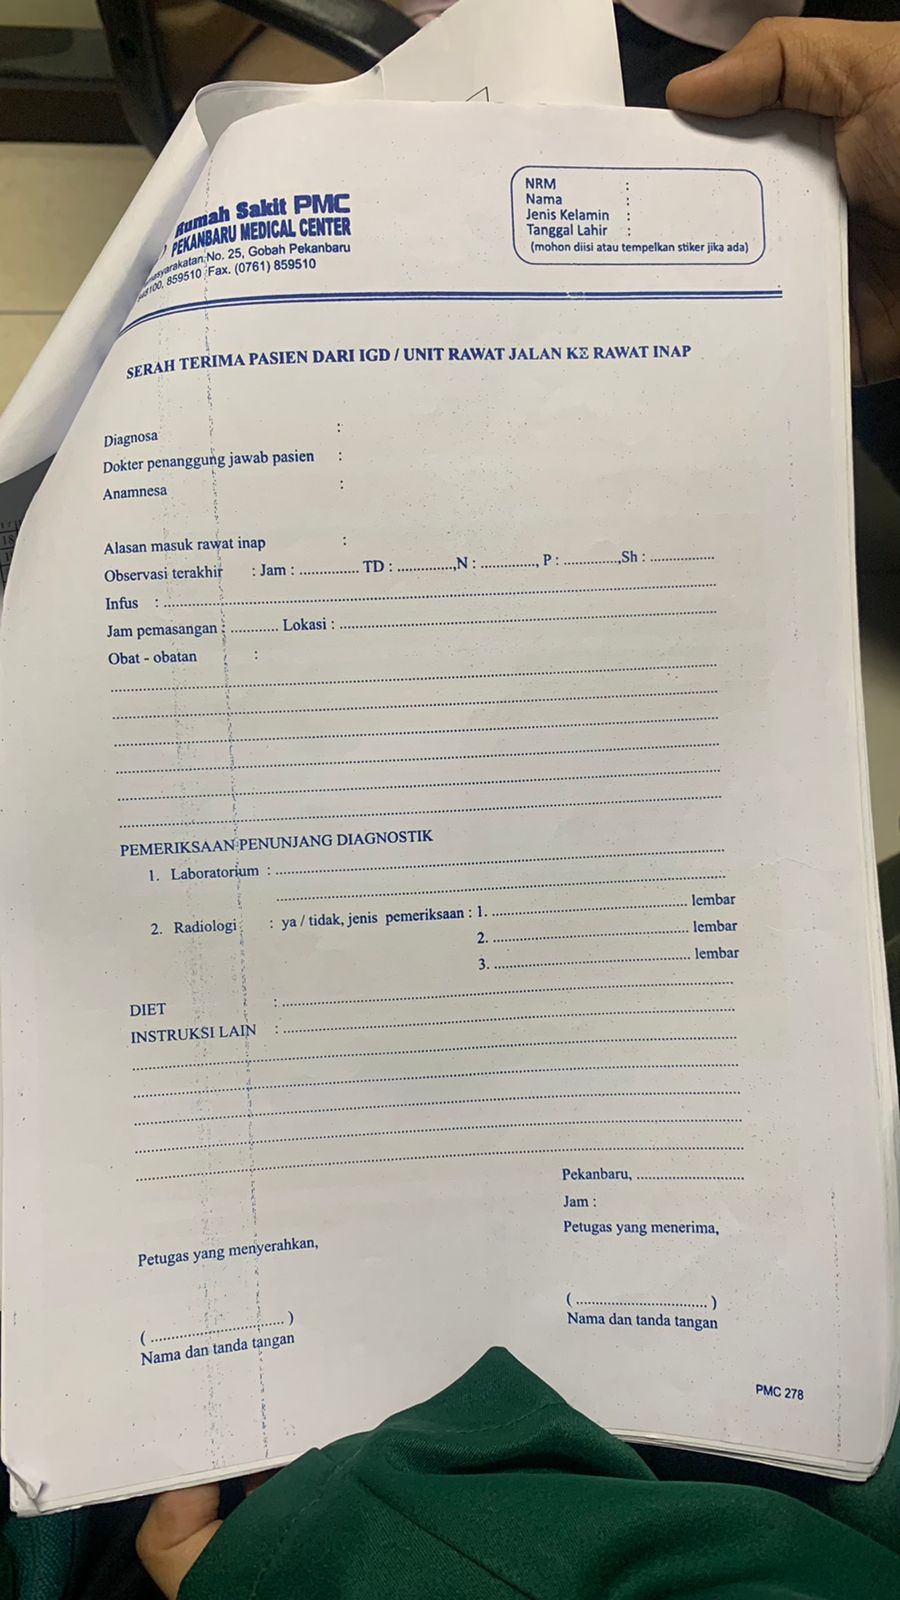 Rumah Sakit PMC
PEKANBARU MEDICAL CENTER
No. 25, Gobah Pekanbaru
859510 Fax. (0761) 859510
NRM :
Nama :
Jenis Kelamin :
Tanggal Lahir :
(mohon diisi atau tempelkan stiker jika ada)
SERAH TERIMA PASIEN DARI IGD / UNIT RAWAT JALAN KE RAWAT INAP
Diagnosa :
Dokter penanggung jawab pasien :
Anamnesa :
Alasan masuk rawat inap :
Observasi terakhir : Jam : .............. TD : .............,N : ............., P : .............,Sh : ...............
Infus : ....................................................................
Jam pemasangan : ........... Lokasi : ....................................................................
Obat - obatan :
PEMERIKSAAN PENUNJANG DIAGNOSTIK
1. Laboratorium : ....................................................................
2. Radiologi : ya / tidak, jenis pemeriksaan : 1. .................................................. lembar
2. .................................................. lembar
3. .................................................. lembar
DIET : ....................................................................
INSTRUKSI LAIN : ....................................................................
Pekanbaru, ...........................
Jam :
Petugas yang menyerahkan,
Petugas yang menerima,
( .................................. )
Nama dan tanda tangan
( .................................. )
Nama dan tanda tangan
PMC 278